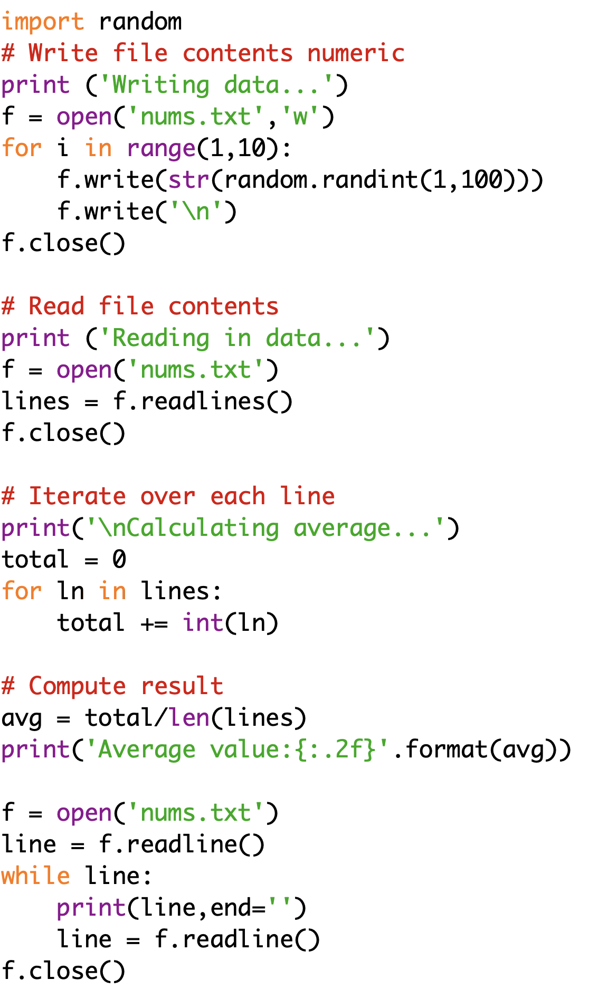 import random
# Write file contents numeric
print ('Writing data...')
f = open('nums.txt','w')
for i in range(1,10):
    f.write(str(random.randint(1,100)))
    f.write('\n')
f.close()

# Read file contents
print ('Reading in data...')
f = open('nums.txt')
lines = f.readlines()
f.close()

# Iterate over each line
print('\nCalculating average...')
total = 0
for ln in lines:
    total += int(ln)

# Compute result
avg = total/len(lines)
print('Average value:{:.2f}'.format(avg))

f = open('nums.txt')
line = f.readline()
while line:
    print(line,end='')
    line = f.readline()
f.close()